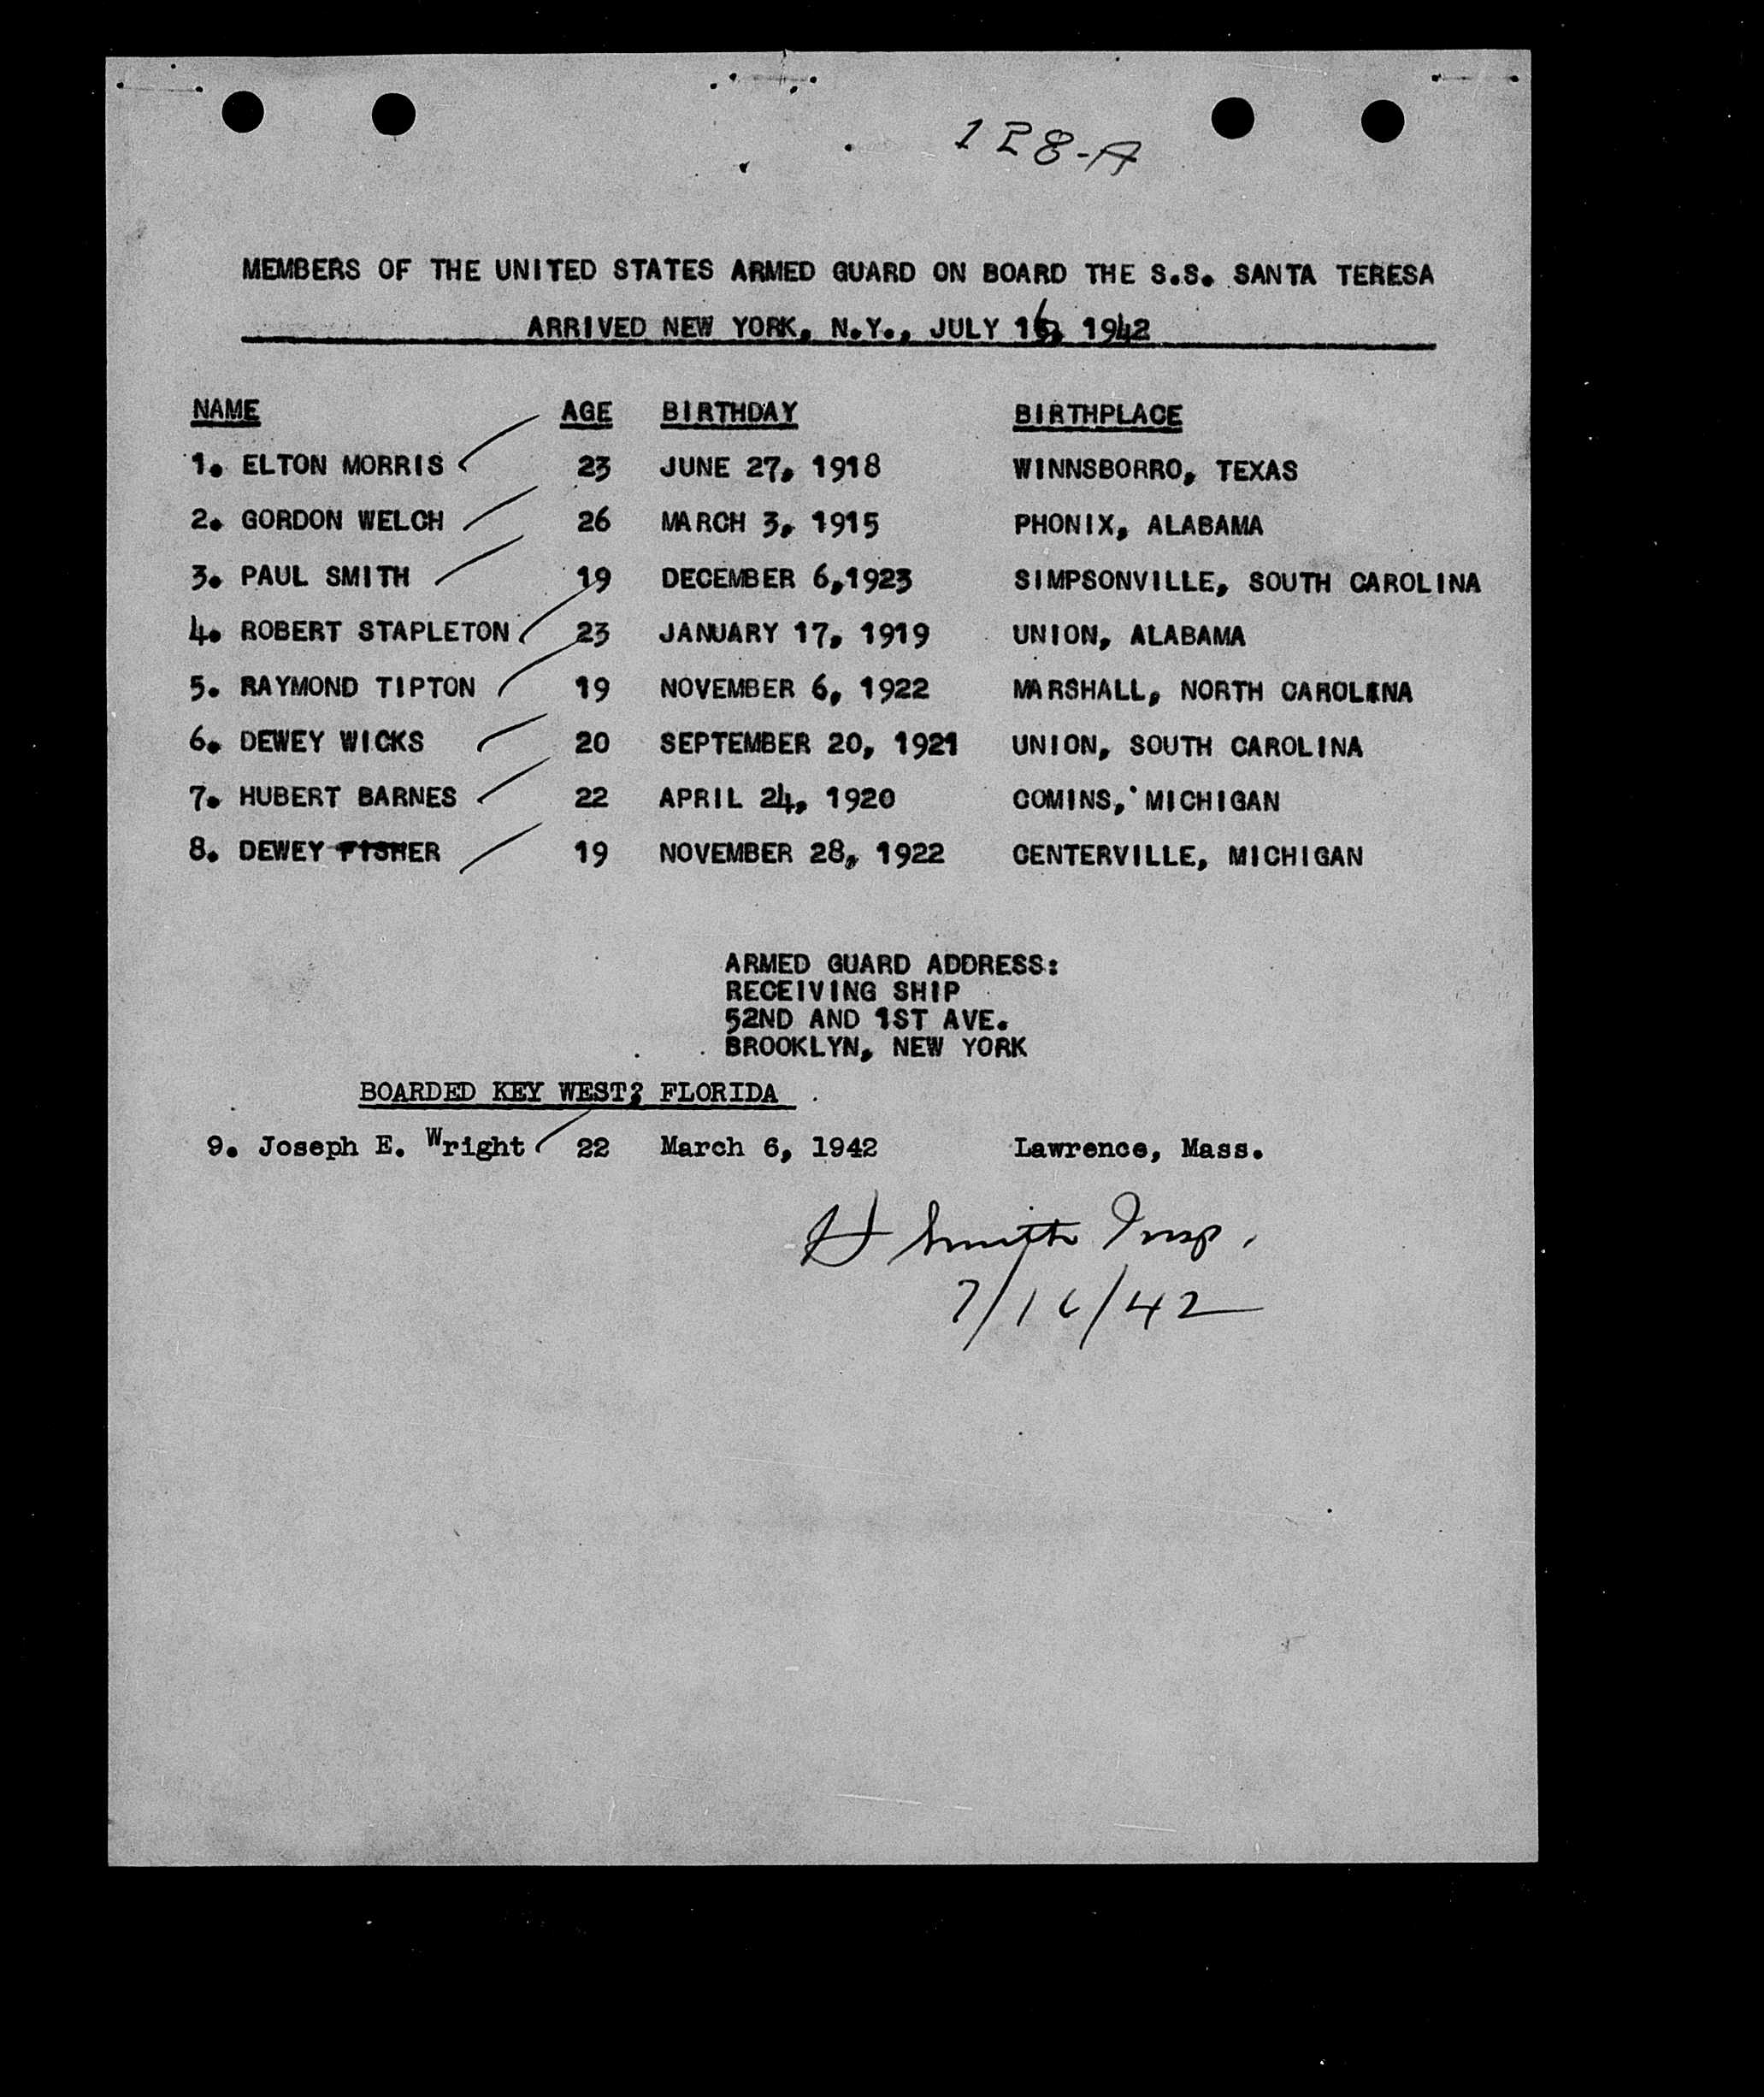 128-A
MEMBERS OF THE UNITED STATES ARMED GUARD ON BOARD THE S.S. SANTA TERESA
ARRIVED NEW YORK, N.Y., JULY 16, 1942
NAME AGE BIRTHDAY BIRTHPLACE
1. ELTON MORRIS 23 JUNE 27, 1918 WINNSBORRO, TEXAS
2. GORDON WELCH 26 MARCH 3, 1915 PHONIX, ALABAMA
3. PAUL SMITH 19 DECEMBER 6,1923 SIMPSONVILLE, SOUTH CAROLINA
4. ROBERT STAPLETON 23 JANUARY 17, 1919 UNION, ALABAMA
5. RAYMOND TIPTON 19 NOVEMBER 6, 1922 MARSHALL, NORTH CAROLINA
6. DEWEY WICKS 20 SEPTEMBER 20, 1921 UNION, SOUTH CAROLINA
7. HUBERT BARNES 22 APRIL 24, 1920 COMINS, MICHIGAN
8. DEWEY FISHER 19 NOVEMBER 28, 1922 CENTERVILLE, MICHIGAN
ARMED GUARD ADDRESS:
RECEIVING SHIP
52ND AND 1ST AVE.
BROOKLYN, NEW YORK
BOARDED KEY WEST; FLORIDA
9. Joseph E. Wright 22 March 6, 1942 Lawrence, Mass.
H Smith Insp.
7/16/42